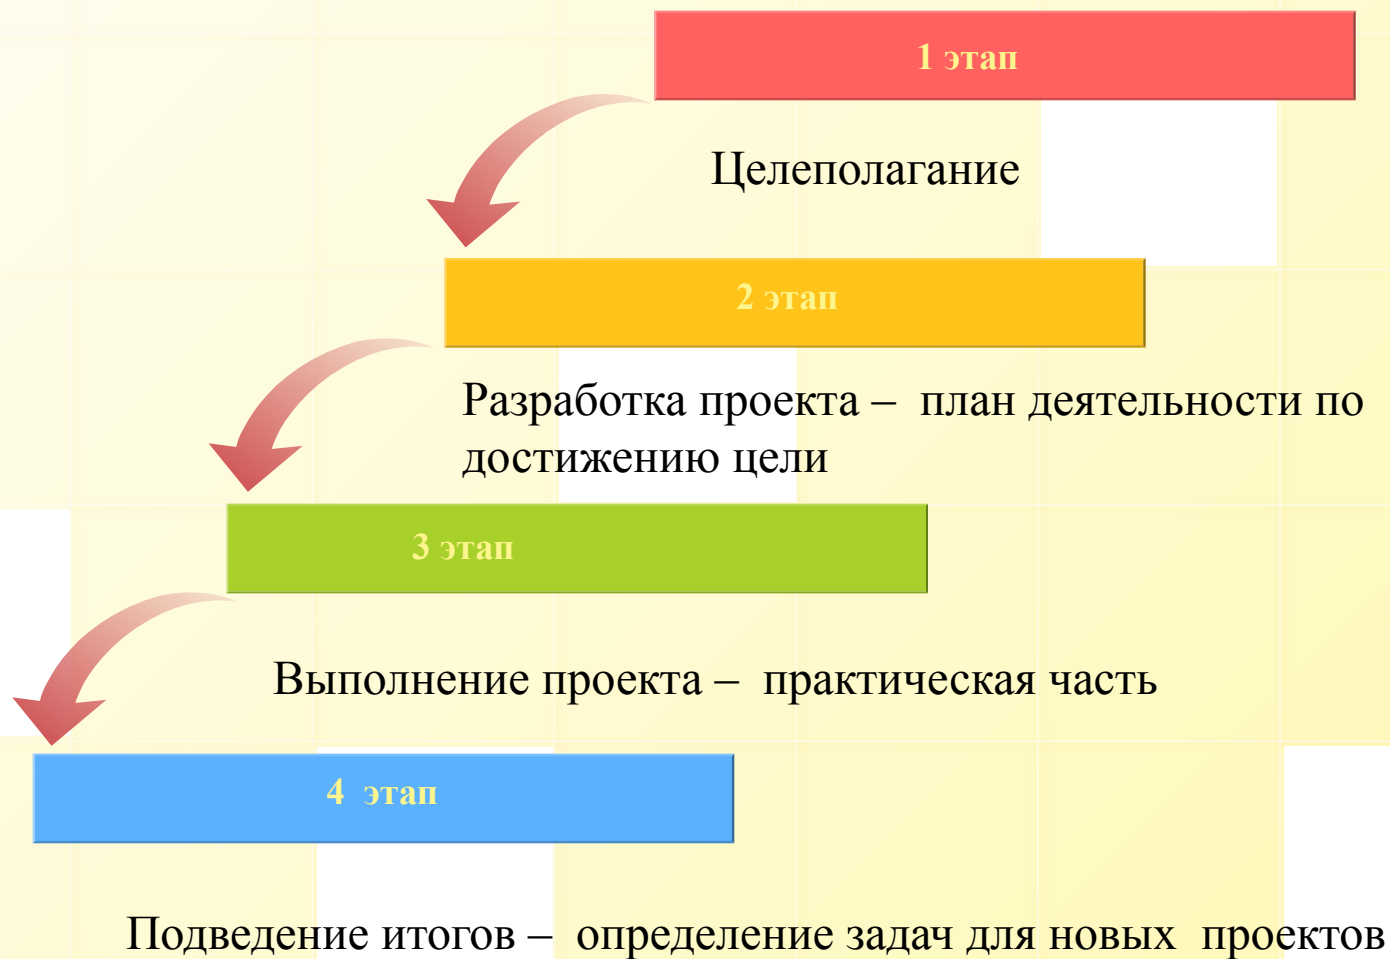 1 этап
Целеполагание
2 этап
Разработка проекта – план деятельности по
достижению цели
3 этап
Выполнение проекта – практическая часть
4 этап
Подведение итогов – определение задач для новых проектов